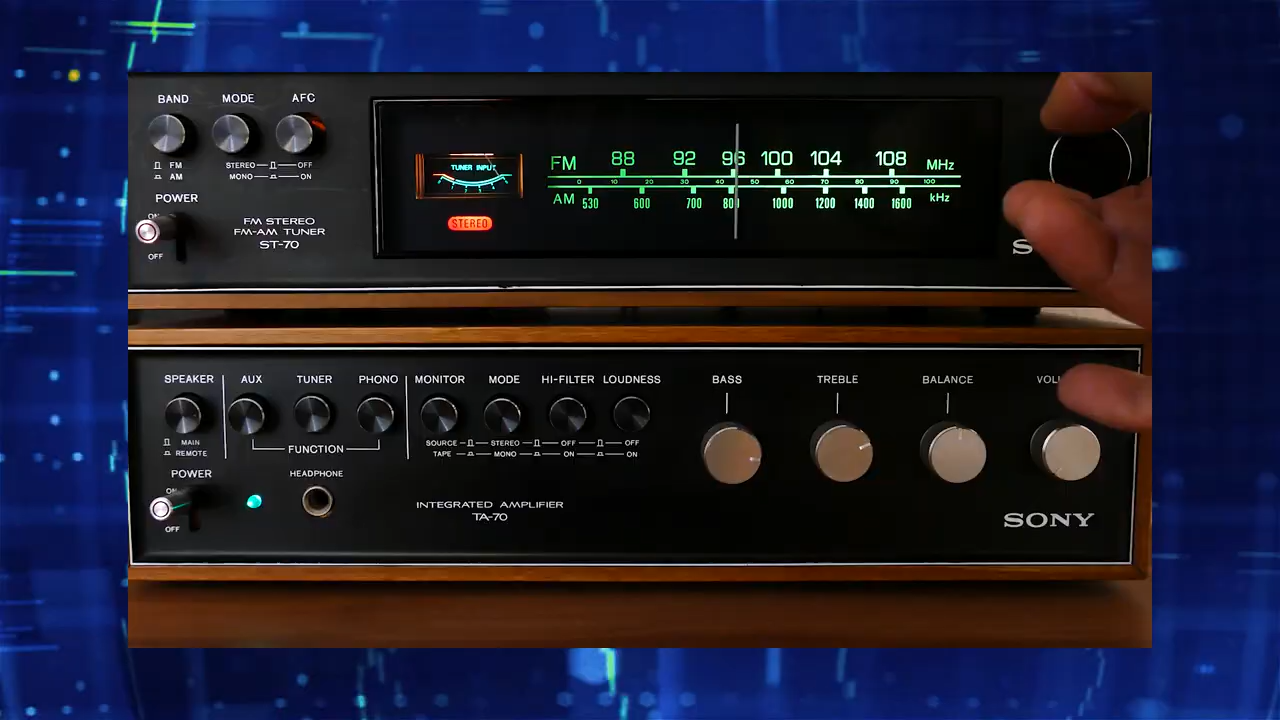 BAND MODE AFC
FM
AM
STEREO OFF
MONO ON
POWER
ON
OFF
FM STEREO
FM-AM TUNER
ST-70
TUNER INPUT
STEREO
FM 88 92 96 100 104 108 MHz
0 10 20 30 40 50 60 70 80 90 100
AM 530 600 700 800 1000 1200 1400 1600 kHz
SPEAKER AUX TUNER PHONO MONITOR MODE HI-FILTER LOUDNESS BASS TREBLE BALANCE
MAIN
REMOTE
FUNCTION
SOURCE STEREO OFF OFF
TAPE MONO ON ON
POWER
ON
OFF
HEADPHONE
INTEGRATED AMPLIFIER
TA-70
SONY